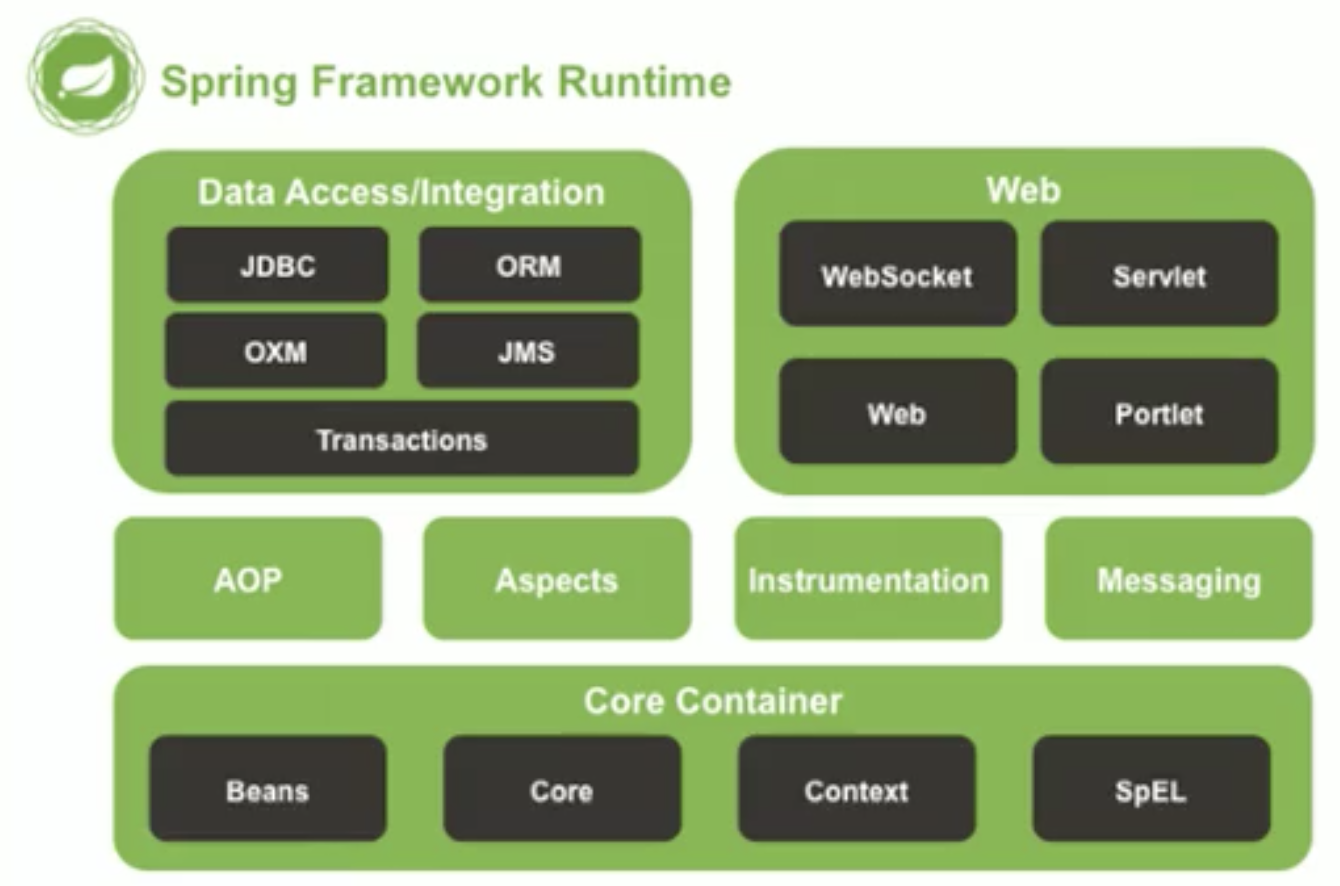 Spring Framework Runtime
Data Access/Integration
JDBC
ORM
OXM
JMS
Transactions
Web
WebSocket
Servlet
Web
Portlet
AOP
Aspects
Instrumentation
Messaging
Core Container
Beans
Core
Context
SpEL